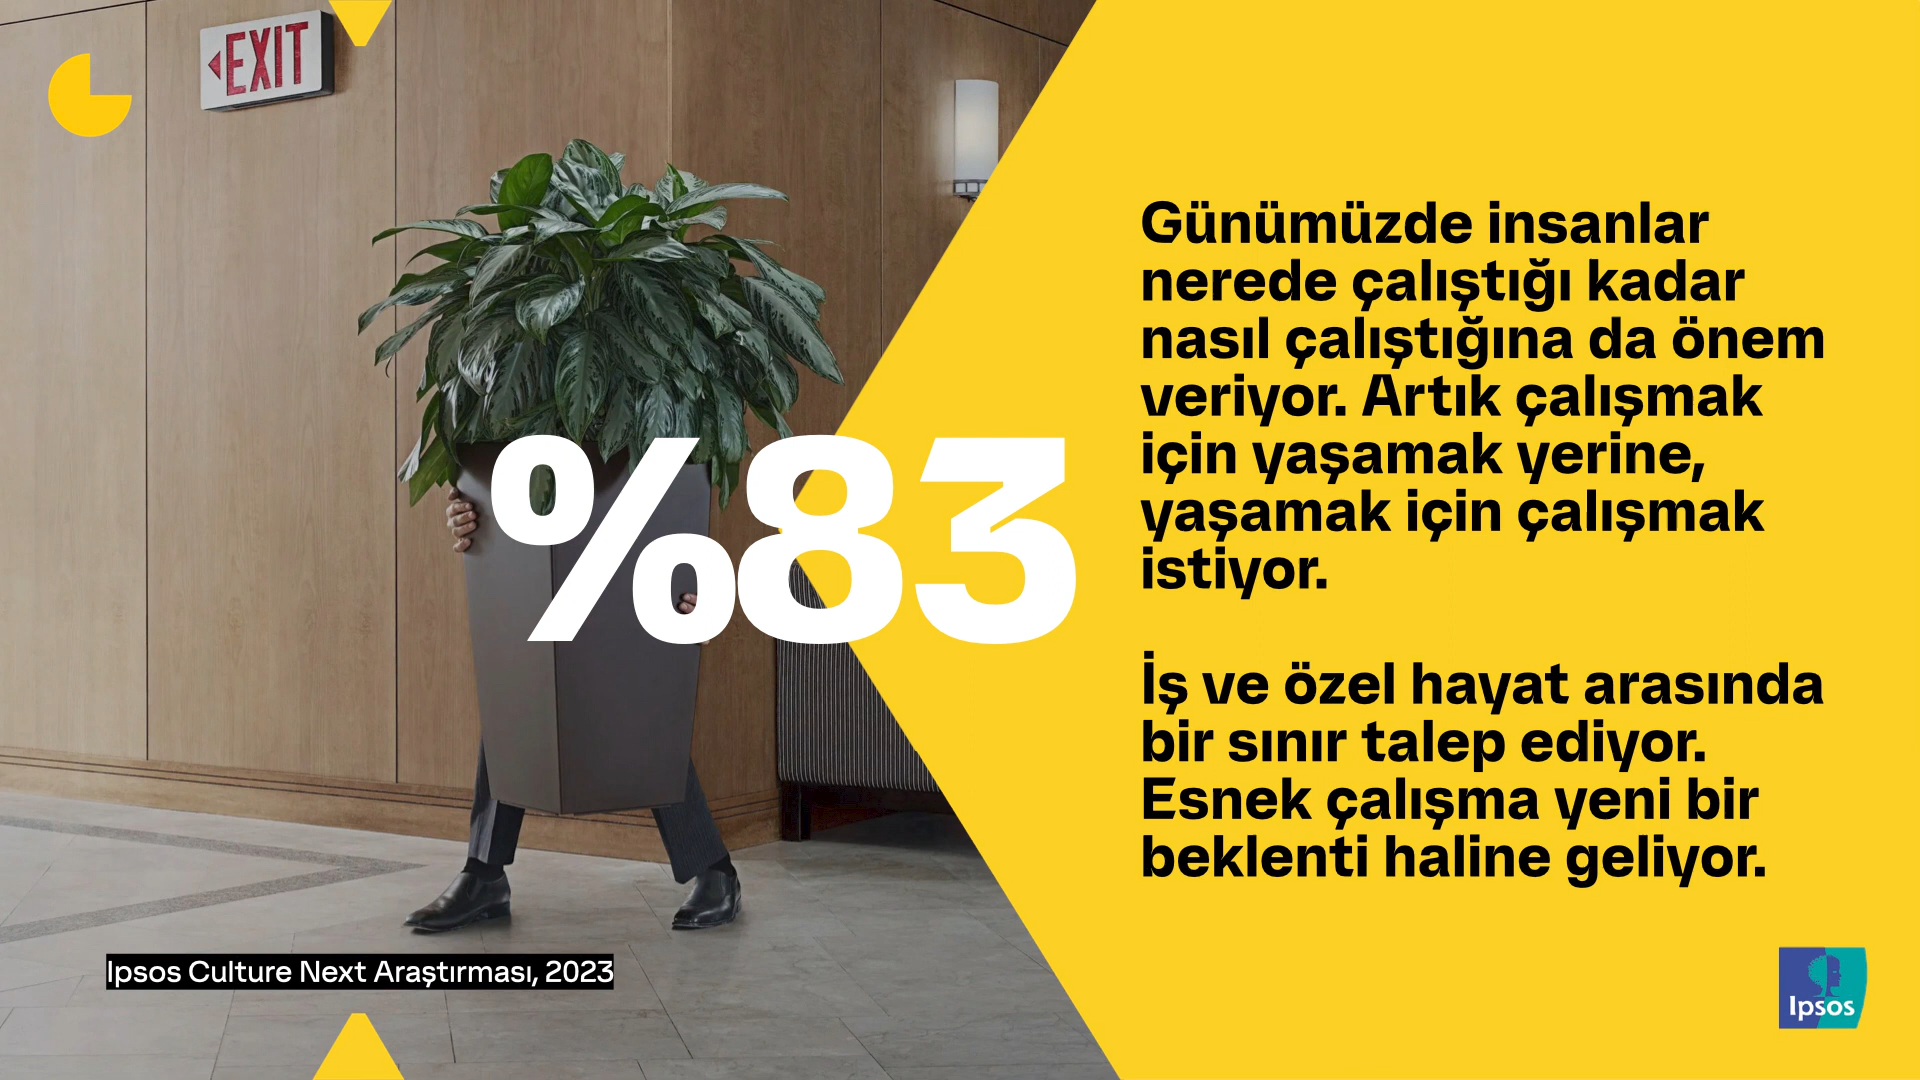 EXIT
%83
Günümüzde insanlar
nerede çalıştığı kadar
nasıl çalıştığına da önem
veriyor. Artık çalışmak
için yaşamak yerine,
yaşamak için çalışmak
istiyor.
İş ve özel hayat arasında
bir sınır talep ediyor.
Esnek çalışma yeni bir
beklenti haline geliyor.
Ipsos Culture Next Araştırması, 2023
Ipsos